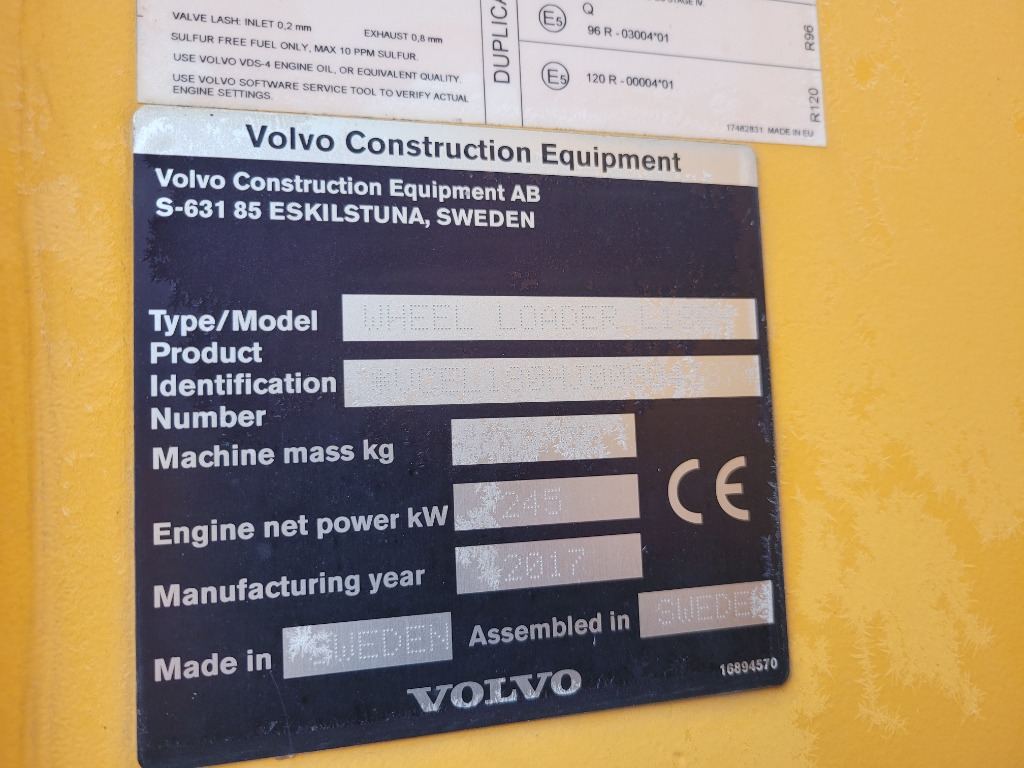 VALVE LASH: INLET 0,2 mm EXHAUST 0,8 mm
SULFUR FREE FUEL ONLY, MAX 10 PPM SULFUR.
USE VOLVO VDS-4 ENGINE OIL, OR EQUIVALENT QUALITY.
USE VOLVO SOFTWARE SERVICE TOOL TO VERIFY ACTUAL
ENGINE SETTINGS.
STAGE IV.
Q
E5 96 R - 03004*01 R96
E5 120 R - 00004*01 R120
17482831 MADE IN EU
Volvo Construction Equipment
Volvo Construction Equipment AB
S-631 85 ESKILSTUNA, SWEDEN
Type/Model WHEEL LOADER
Product
Identification
Number
Machine mass kg
Engine net power kW 245
Manufacturing year 2017
Made in SWEDEN Assembled in SWEDEN
VOLVO 16894570